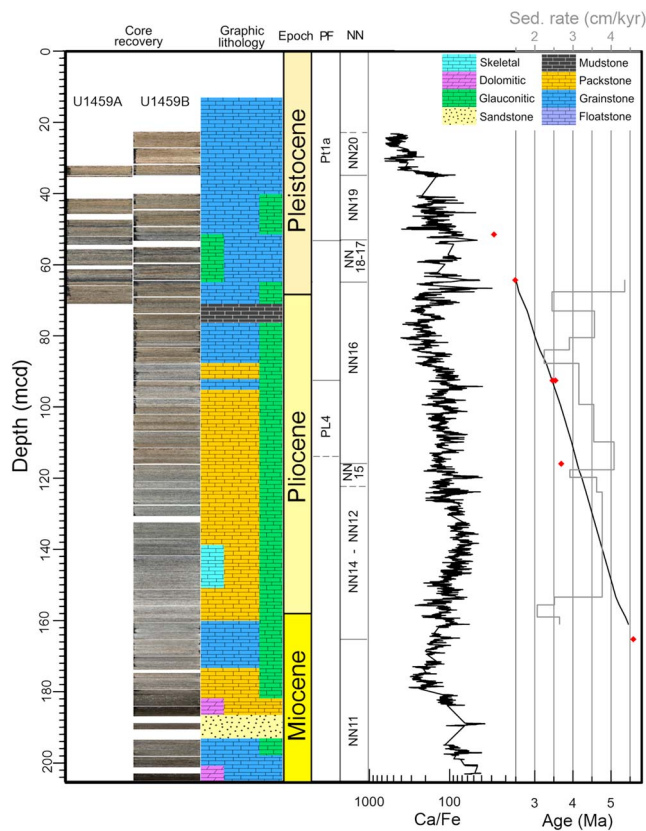 Sed. rate (cm/kyr)
Core recovery
Graphic lithology
PF
NN
2 3 4
0
20
40
60
80
100
120
140
160
180
200
Depth (mcd)
U1459A
U1459B
Pleistocene
Pliocene
Miocene
Pt1a
PL4
NN20
NN19
NN 18-17
NN16
NN 15
NN14 - NN12
NN11
Skeletal
Dolomitic
Glauconitic
Sandstone
Mudstone
Packstone
Grainstone
Floatstone
1000 100
Ca/Fe
3 4 5
Age (Ma)